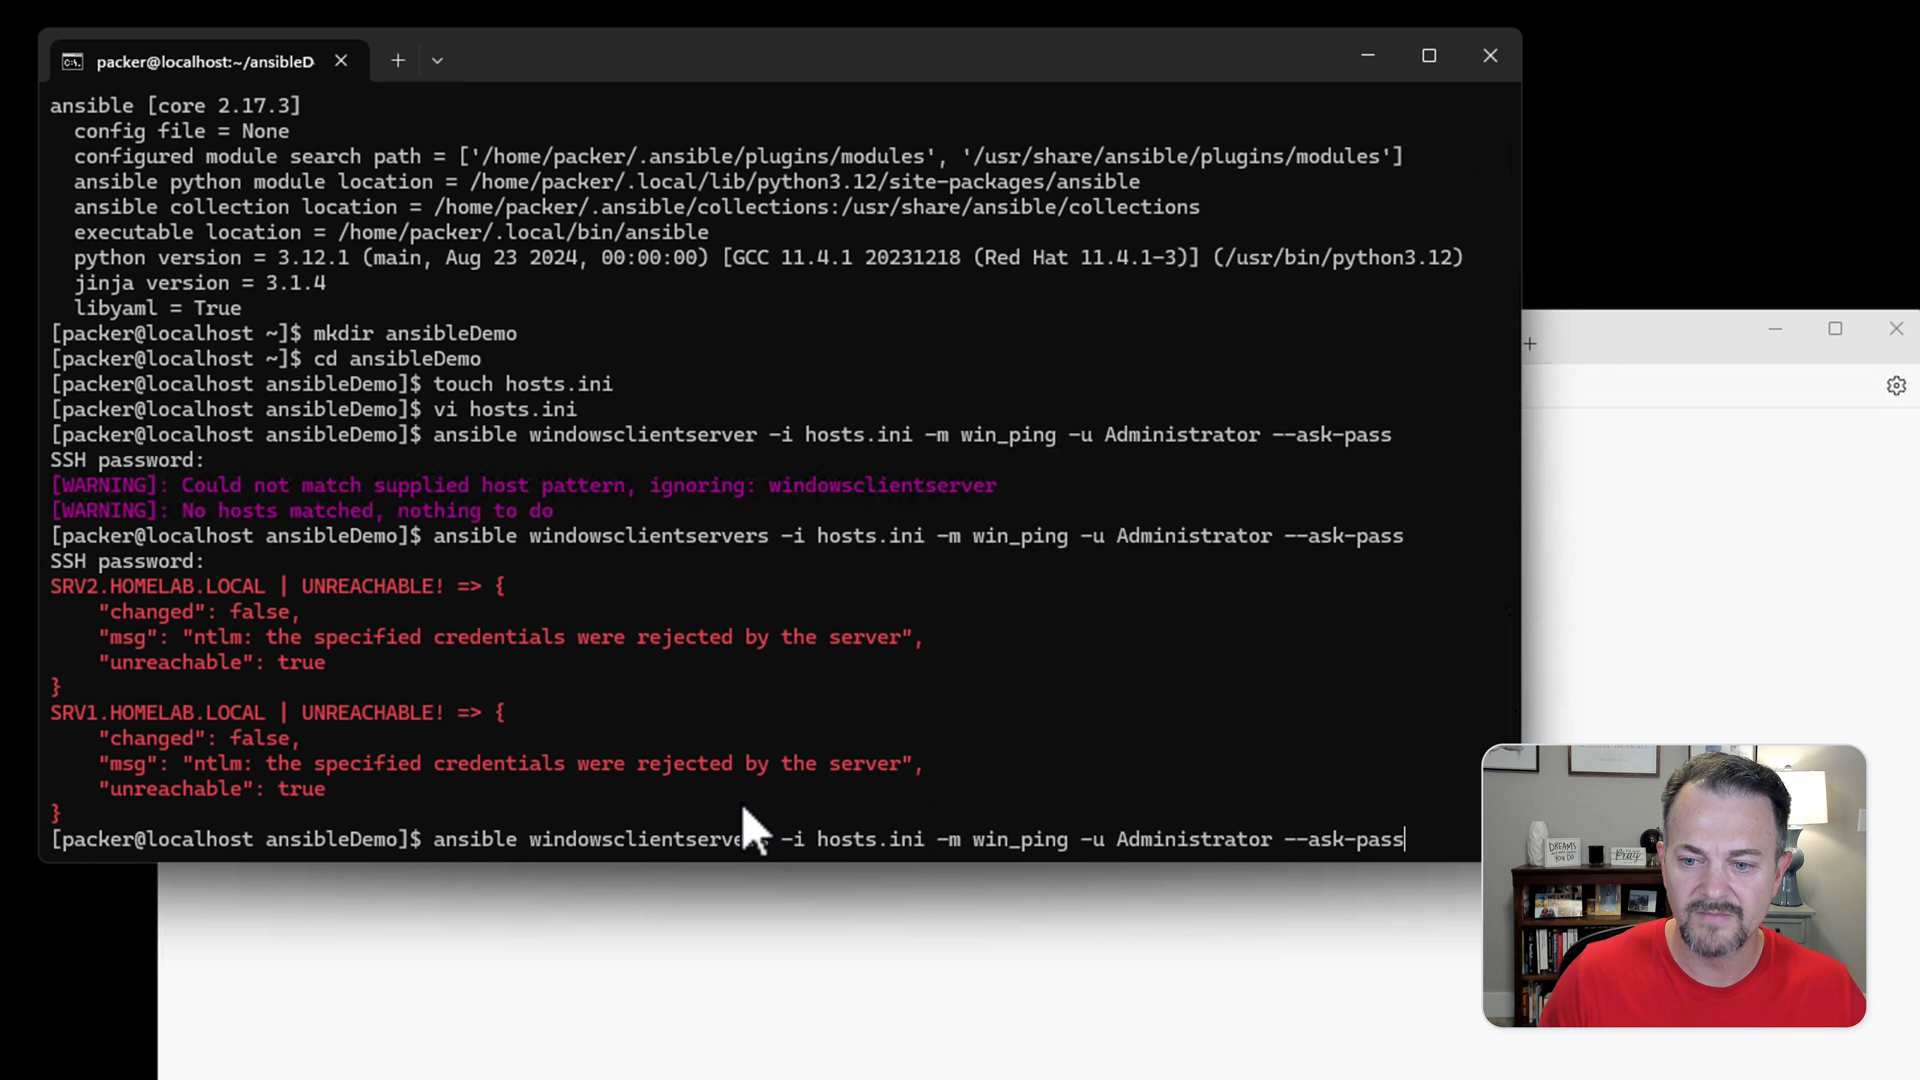 packer@localhost:~/ansibleD
ansible [core 2.17.3]
config file = None
configured module search path = ['/home/packer/.ansible/plugins/modules', '/usr/share/ansible/plugins/modules']
ansible python module location = /home/packer/.local/lib/python3.12/site-packages/ansible
ansible collection location = /home/packer/.ansible/collections:/usr/share/ansible/collections
executable location = /home/packer/.local/bin/ansible
python version = 3.12.1 (main, Aug 23 2024, 00:00:00) [GCC 11.4.1 20231218 (Red Hat 11.4.1-3)] (/usr/bin/python3.12)
jinja version = 3.1.4
libyaml = True
[packer@localhost ~]$ mkdir ansibleDemo
[packer@localhost ~]$ cd ansibleDemo
[packer@localhost ansibleDemo]$ touch hosts.ini
[packer@localhost ansibleDemo]$ vi hosts.ini
[packer@localhost ansibleDemo]$ ansible windowsclientserver -i hosts.ini -m win_ping -u Administrator --ask-pass
SSH password:
[WARNING]: Could not match supplied host pattern, ignoring: windowsclientserver
[WARNING]: No hosts matched, nothing to do
[packer@localhost ansibleDemo]$ ansible windowsclientservers -i hosts.ini -m win_ping -u Administrator --ask-pass
SSH password:
SRV2.HOMELAB.LOCAL | UNREACHABLE! => {
"changed": false,
"msg": "ntlm: the specified credentials were rejected by the server",
"unreachable": true
}
SRV1.HOMELAB.LOCAL | UNREACHABLE! => {
"changed": false,
"msg": "ntlm: the specified credentials were rejected by the server",
"unreachable": true
}
[packer@localhost ansibleDemo]$ ansible windowsclientservers -i hosts.ini -m win_ping -u Administrator --ask-pass
DREAMS
YOU DO
Pray